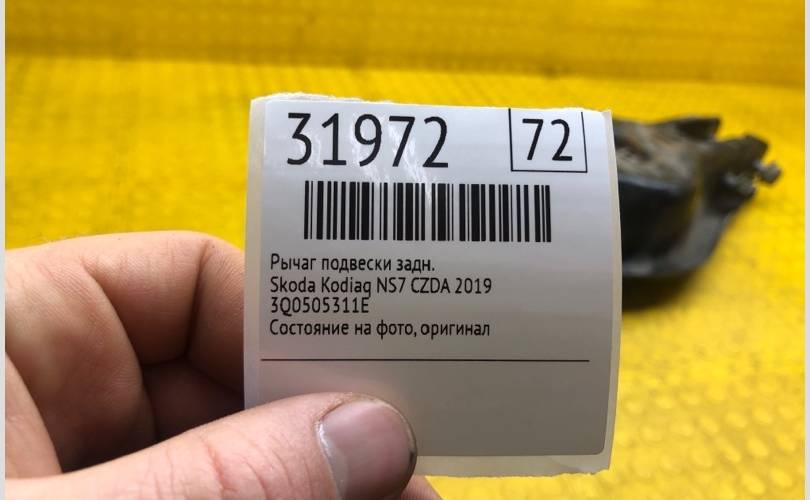 31972 72
Рычаг подвески задн.
Skoda Kodiaq NS7 CZDA 2019
3Q0505311E
Состояние на фото, оригинал